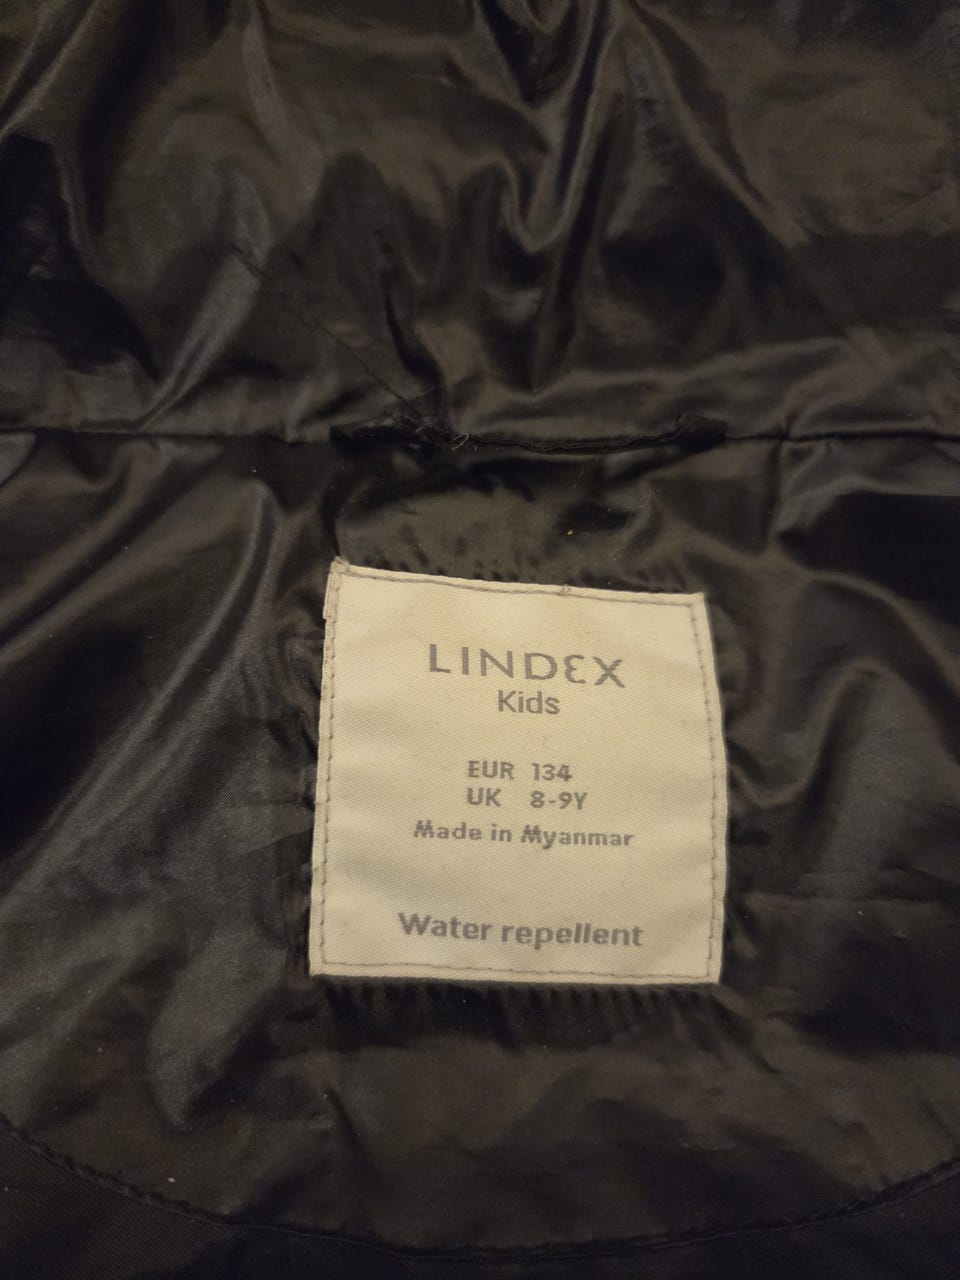 LINDEX
Kids
EUR 134
UK 8-9Y
Made in Myanmar
Water repellent